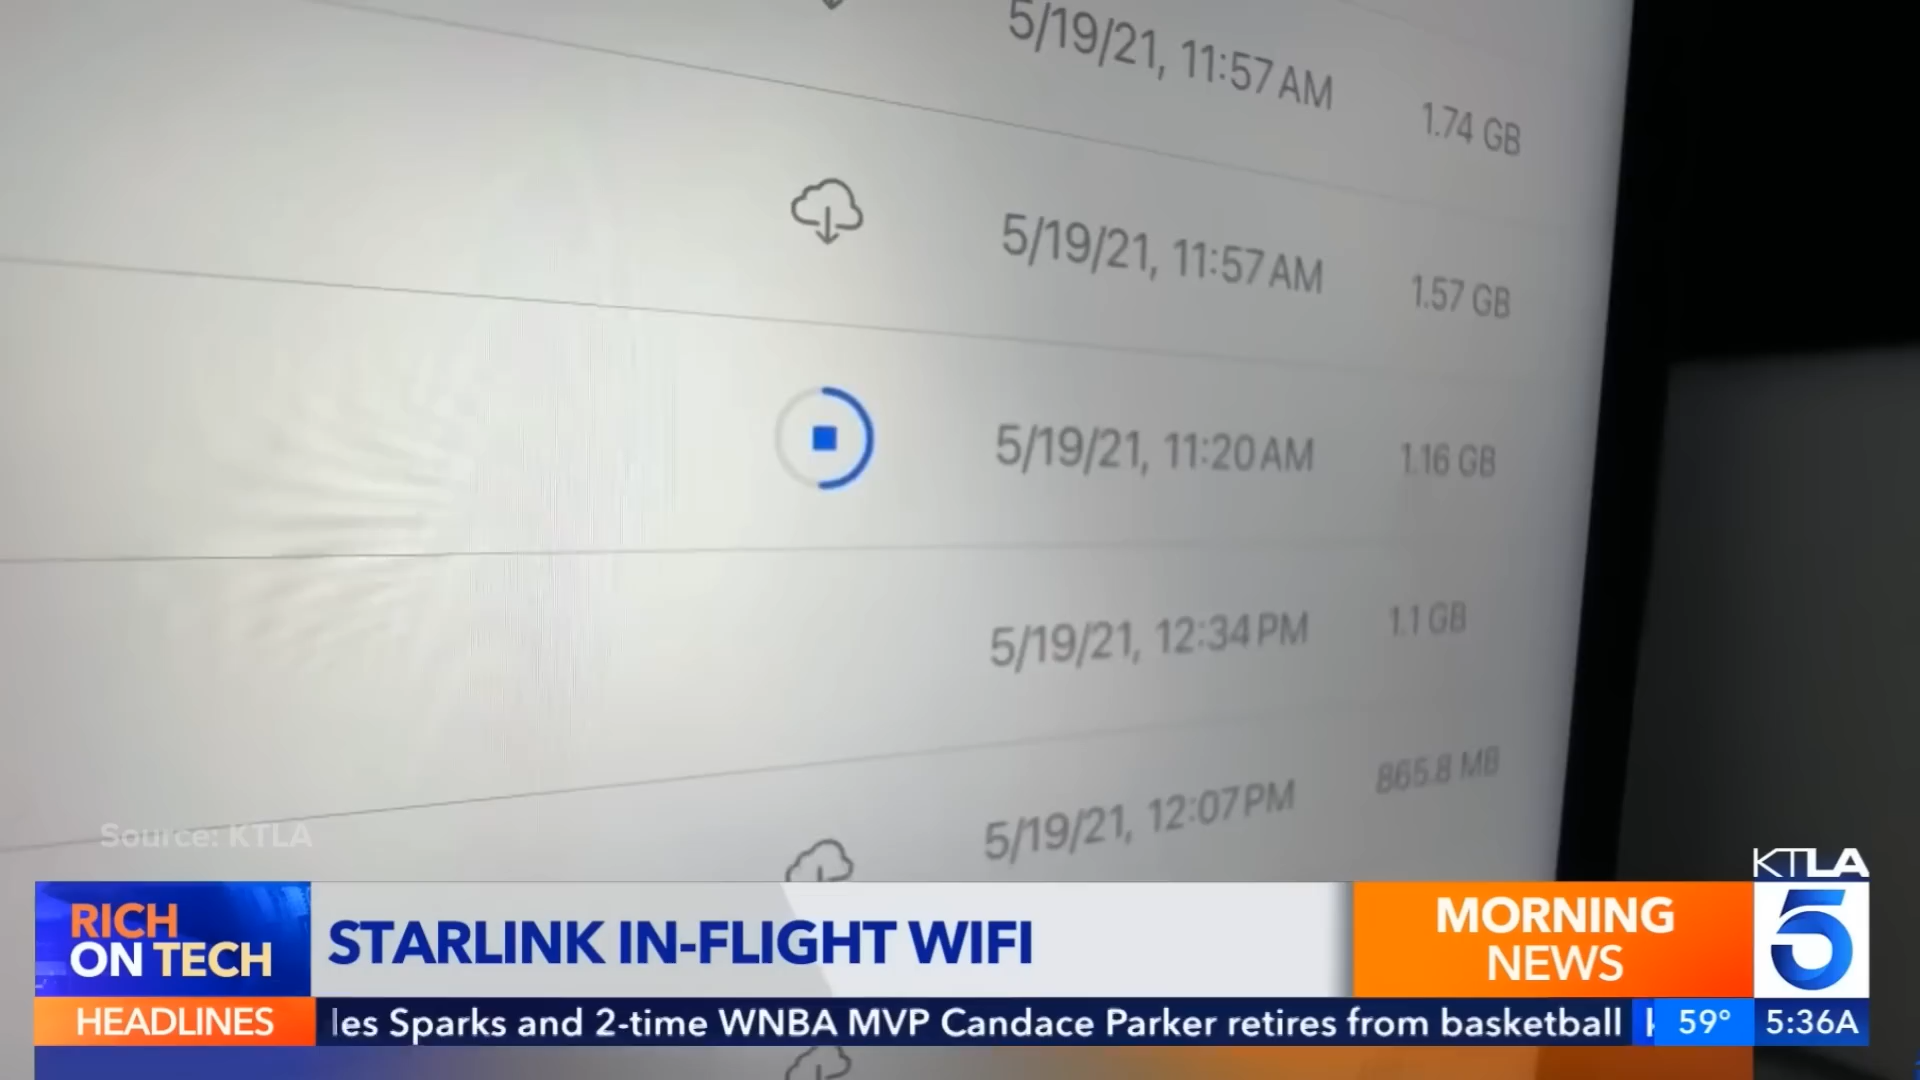 5/19/21, 11:57 AM 1.74 GB
5/19/21, 11:57 AM 1.57 GB
5/19/21, 11:20 AM 1.16 GB
5/19/21, 12:34 PM 1.1 GB
5/19/21, 12:07 PM 865.8 MB
Source: KTLA
KTLA
5
RICH
ON TECH
STARLINK IN-FLIGHT WIFI
MORNING
NEWS
HEADLINES
les Sparks and 2-time WNBA MVP Candace Parker retires from basketball
59°
5:36A